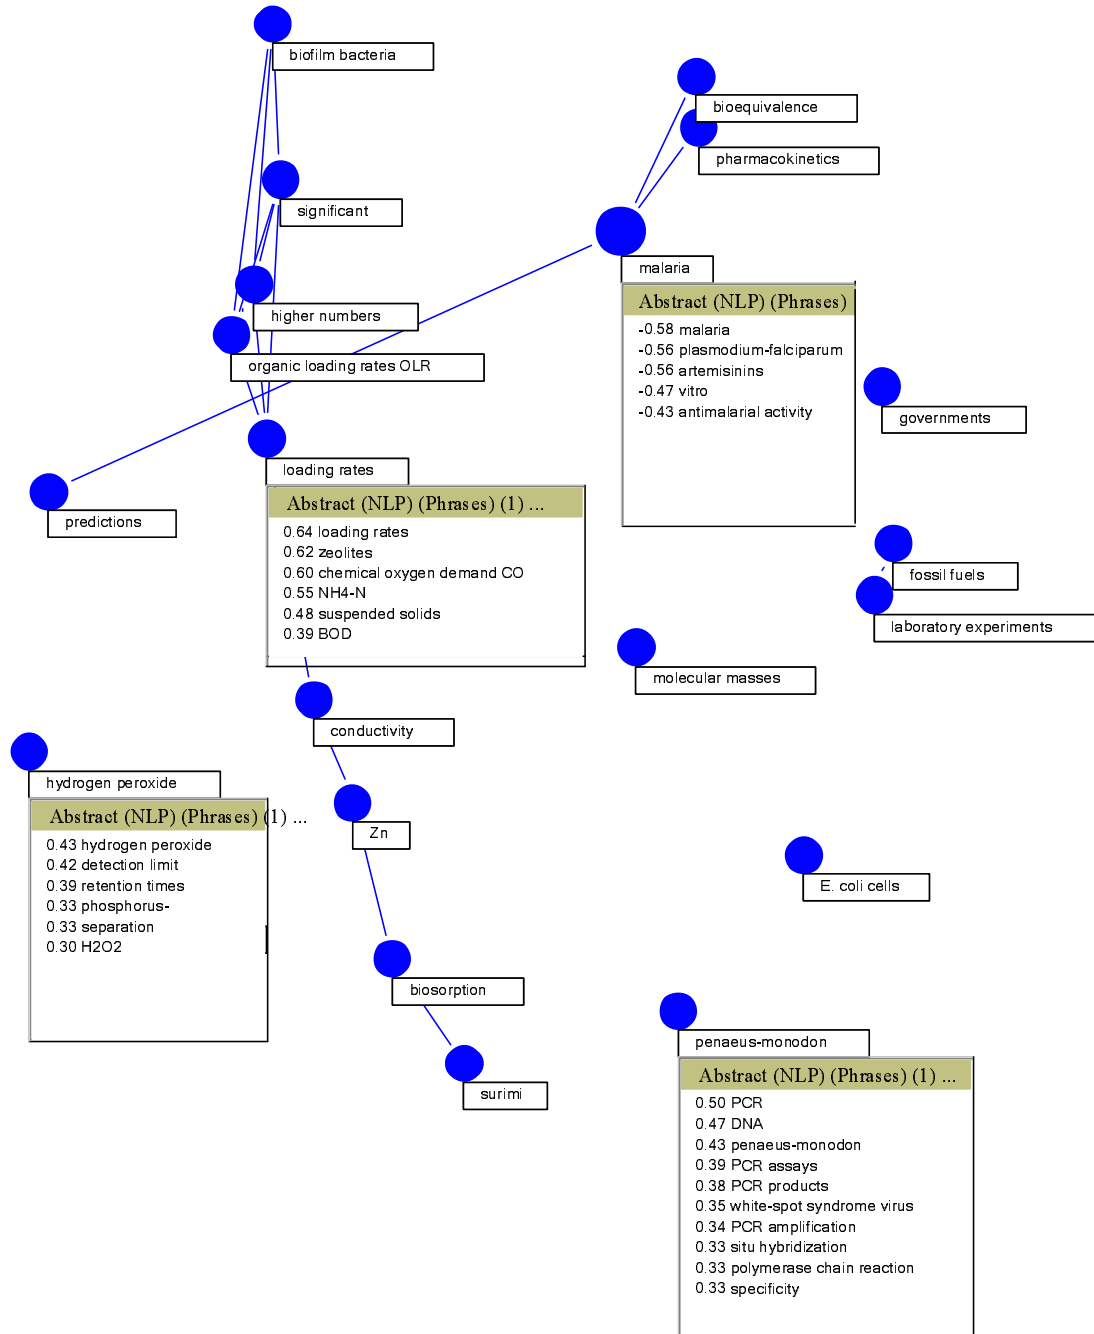 biofilm bacteria
bioequivalence
pharmacokinetics
significant
malaria
Abstract (NLP) (Phrases)
-0.58 malaria
-0.56 plasmodium-falciparum
-0.56 artemisinins
-0.47 vitro
-0.43 antimalarial activity
higher numbers
organic loading rates OLR
governments
loading rates
Abstract (NLP) (Phrases) (1) ...
0.64 loading rates
0.62 zeolites
0.60 chemical oxygen demand CO
0.55 NH4-N
0.48 suspended solids
0.39 BOD
predictions
fossil fuels
laboratory experiments
molecular masses
conductivity
hydrogen peroxide
Abstract (NLP) (Phrases) (1) ...
0.43 hydrogen peroxide
0.42 detection limit
0.39 retention times
0.33 phosphorus-
0.33 separation
0.30 H2O2
Zn
E. coli cells
biosorption
surimi
penaeus-monodon
Abstract (NLP) (Phrases) (1) ...
0.50 PCR
0.47 DNA
0.43 penaeus-monodon
0.39 PCR assays
0.38 PCR products
0.35 white-spot syndrome virus
0.34 PCR amplification
0.33 situ hybridization
0.33 polymerase chain reaction
0.33 specificity